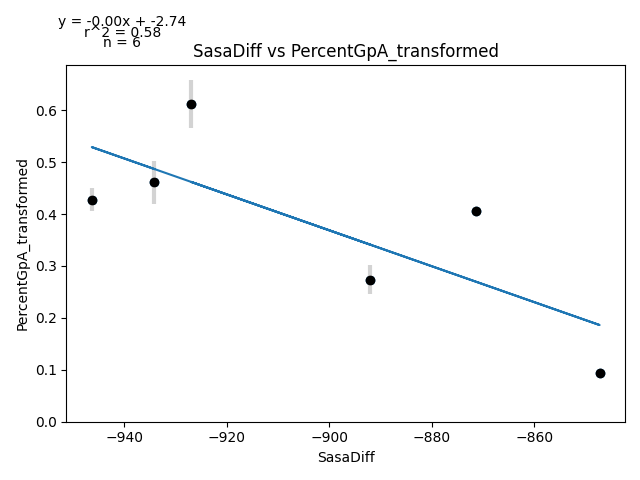 y = -0.00x + -2.74
r^2 = 0.58
n = 6
SasaDiff vs PercentGpA_transformed
PercentGpA_transformed
0.6
0.5
0.4
0.3
0.2
0.1
0.0
−940 −920 −900 −880 −860
SasaDiff